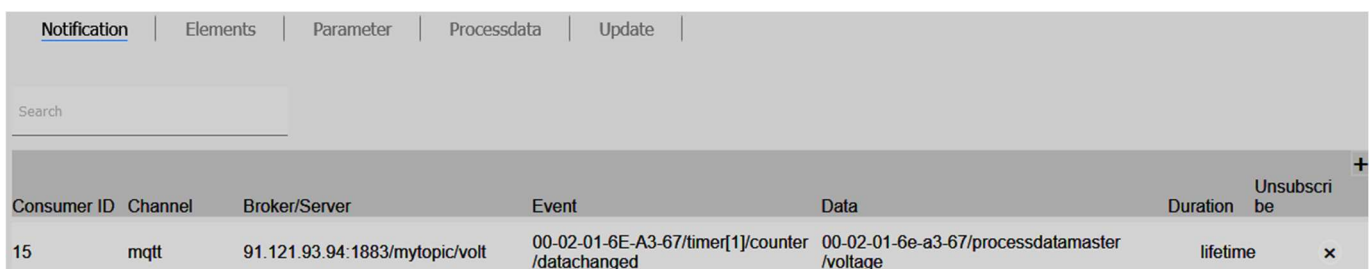 Notification Elements Parameter Processdata Update
Search
+
Consumer ID Channel Broker/Server Event Data Duration Unsubscri
be
15 mqtt 91.121.93.94:1883/mytopic/volt 00-02-01-6E-A3-67/timer[1]/counter 00-02-01-6e-a3-67/processdatamaster lifetime ×
/datachanged /voltage